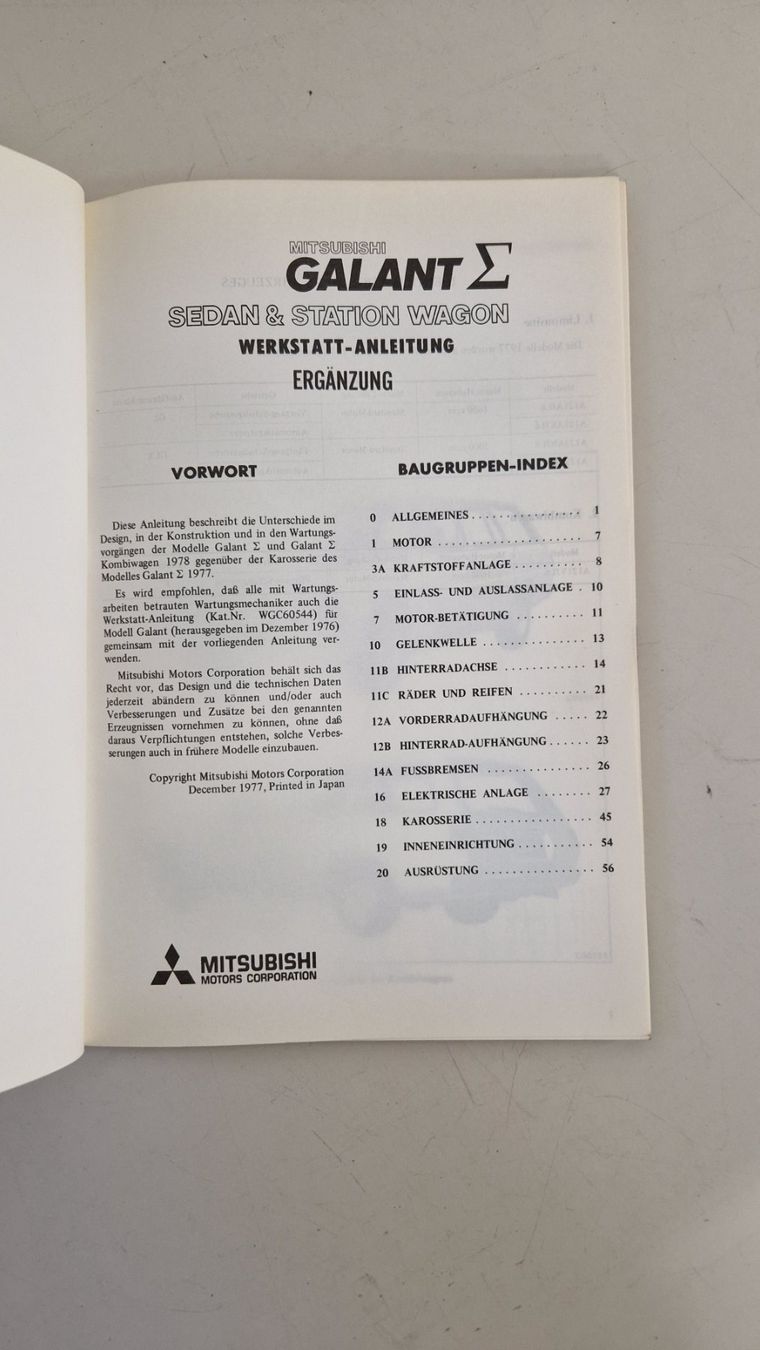 MITSUBISHI
GALANT Σ
SEDAN & STATION WAGON
WERKSTATT-ANLEITUNG
ERGÄNZUNG
VORWORT
Diese Anleitung beschreibt die Unterschiede im
Design, in der Konstruktion und in den Wartungs-
vorgängen der Modelle Galant Σ und Galant Σ
Kombiwagen 1978 gegenüber der Karosserie des
Modelles Galant Σ 1977.
Es wird empfohlen, daß alle mit Wartungs-
arbeiten betrauten Wartungsmechaniker auch die
Werkstatt-Anleitung (Kat.Nr. WGC60544) für
Modell Galant (herausgegeben im Dezember 1976)
gemeinsam mit der vorliegenden Anleitung ver-
wenden.
Mitsubishi Motors Corporation behält sich das
Recht vor, das Design und die technischen Daten
jederzeit abändern zu können und/oder auch
Verbesserungen und Zusätze bei den genannten
Erzeugnissen vornehmen zu können, ohne daß
daraus Verpflichtungen entstehen, solche Verbes-
serungen auch in frühere Modelle einzubauen.
Copyright Mitsubishi Motors Corporation
December 1977, Printed in Japan
BAUGRUPPEN-INDEX
0 ALLGEMEINES . . . . . . . . . . . . . . . . 1
1 MOTOR . . . . . . . . . . . . . . . . . . . . . . 7
3A KRAFTSTOFFANLAGE . . . . . . . . . . 8
5 EINLASS- UND AUSLASSANLAGE . 10
7 MOTOR-BETÄTIGUNG . . . . . . . . . . 11
10 GELENKWELLE . . . . . . . . . . . . . . . 13
11B HINTERRADACHSE . . . . . . . . . . . . 14
11C RÄDER UND REIFEN . . . . . . . . . . 21
12A VORDERRADAUFHÄNGUNG . . . . . 22
12B HINTERRAD-AUFHÄNGUNG . . . . . . 23
14A FUSSBREMSEN . . . . . . . . . . . . . . . 26
16 ELEKTRISCHE ANLAGE . . . . . . . . 27
18 KAROSSERIE . . . . . . . . . . . . . . . . . 45
19 INNENEINRICHTUNG . . . . . . . . . . . 54
20 AUSRÜSTUNG . . . . . . . . . . . . . . . . 56
MITSUBISHI
MOTORS CORPORATION